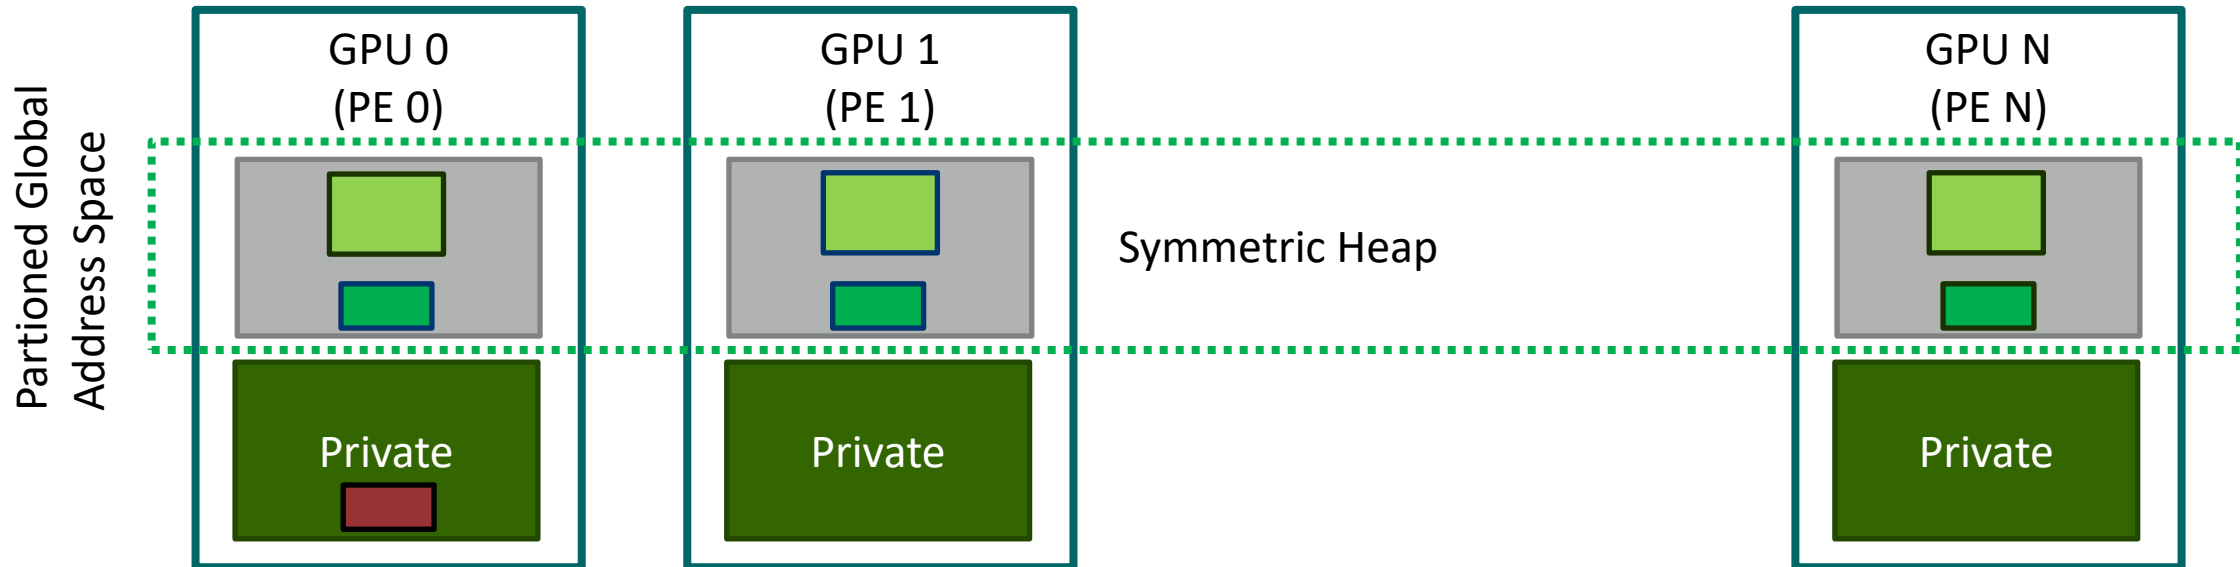 Partioned Global
Address Space
GPU 0
(PE 0)
GPU 1
(PE 1)
GPU N
(PE N)
Symmetric Heap
Private
Private
Private